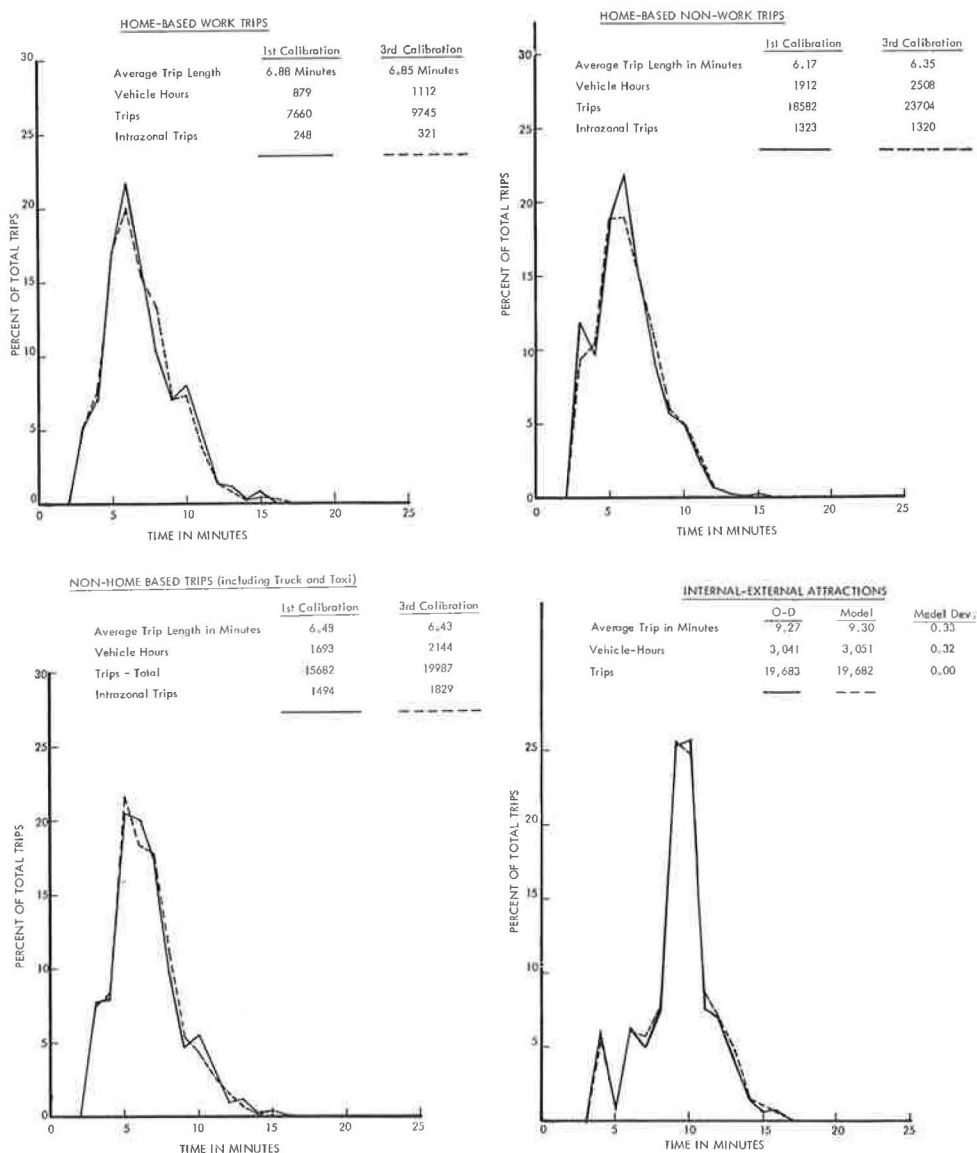 HOME-BASED WORK TRIPS
1st Calibration 3rd Calibration
Average Trip Length 6.88 Minutes 6.85 Minutes
Vehicle Hours 879 1112
Trips 7660 9745
Intrazonal Trips 248 321
30
25
20
15
10
5
0
PERCENT OF TOTAL TRIPS
0 5 10 15 20 25
TIME IN MINUTES
HOME-BASED NON-WORK TRIPS
1st Calibration 3rd Calibration
Average Trip Length in Minutes 6.17 6.35
Vehicle Hours 1912 2508
Trips 18582 23704
Intrazonal Trips 1323 1320
30
25
20
15
10
5
0
PERCENT OF TOTAL TRIPS
0 5 10 15 20 25
TIME IN MINUTES
NON-HOME BASED TRIPS (including Truck and Taxi)
1st Calibration 3rd Calibration
Average Trip Length in Minutes 6.49 6.43
Vehicle Hours 1693 2144
Trips - Total 15682 19987
Intrazonal Trips 1494 1829
30
25
20
15
10
5
0
PERCENT OF TOTAL TRIPS
0 5 10 15 20 25
TIME IN MINUTES
INTERNAL-EXTERNAL ATTRACTIONS
O-D Model Model Dev.
Average Trip in Minutes 9.27 9.30 0.33
Vehicle-Hours 3,041 3,051 0.32
Trips 19,683 19,682 0.00
25
20
15
10
5
0
PERCENT OF TOTAL TRIPS
0 5 10 15 20 25
TIME IN MINUTES